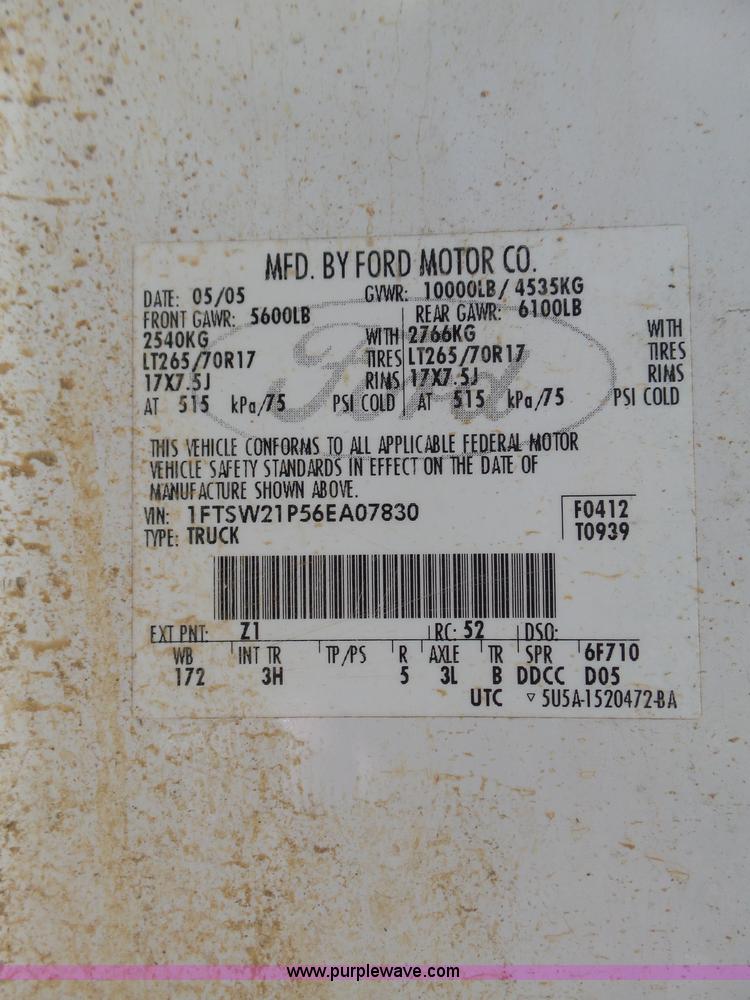 MFD. BY FORD MOTOR CO.
DATE: 05/05 GVWR: 10000LB/ 4535KG
FRONT GAWR: 5600LB REAR GAWR: 6100LB
2540KG WITH 2766KG WITH
LT265/70R17 TIRES LT265/70R17 TIRES
17X7.5J RIMS 17X7.5J RIMS
AT 515 kPa/75 PSI COLD AT 515 kPa/75 PSI COLD
Ford
THIS VEHICLE CONFORMS TO ALL APPLICABLE FEDERAL MOTOR
VEHICLE SAFETY STANDARDS IN EFFECT ON THE DATE OF
MANUFACTURE SHOWN ABOVE.
VIN: 1FTSW21P56EA07830 F0412
TYPE: TRUCK T0939
EXT PNT: Z1 RC: 52 DSO:
WB INT TR TP/PS R AXLE TR SPR 6F710
172 3H 5 3L B DDCC D05
UTC ▽ 5U5A-1520472-BA
www.purplewave.com